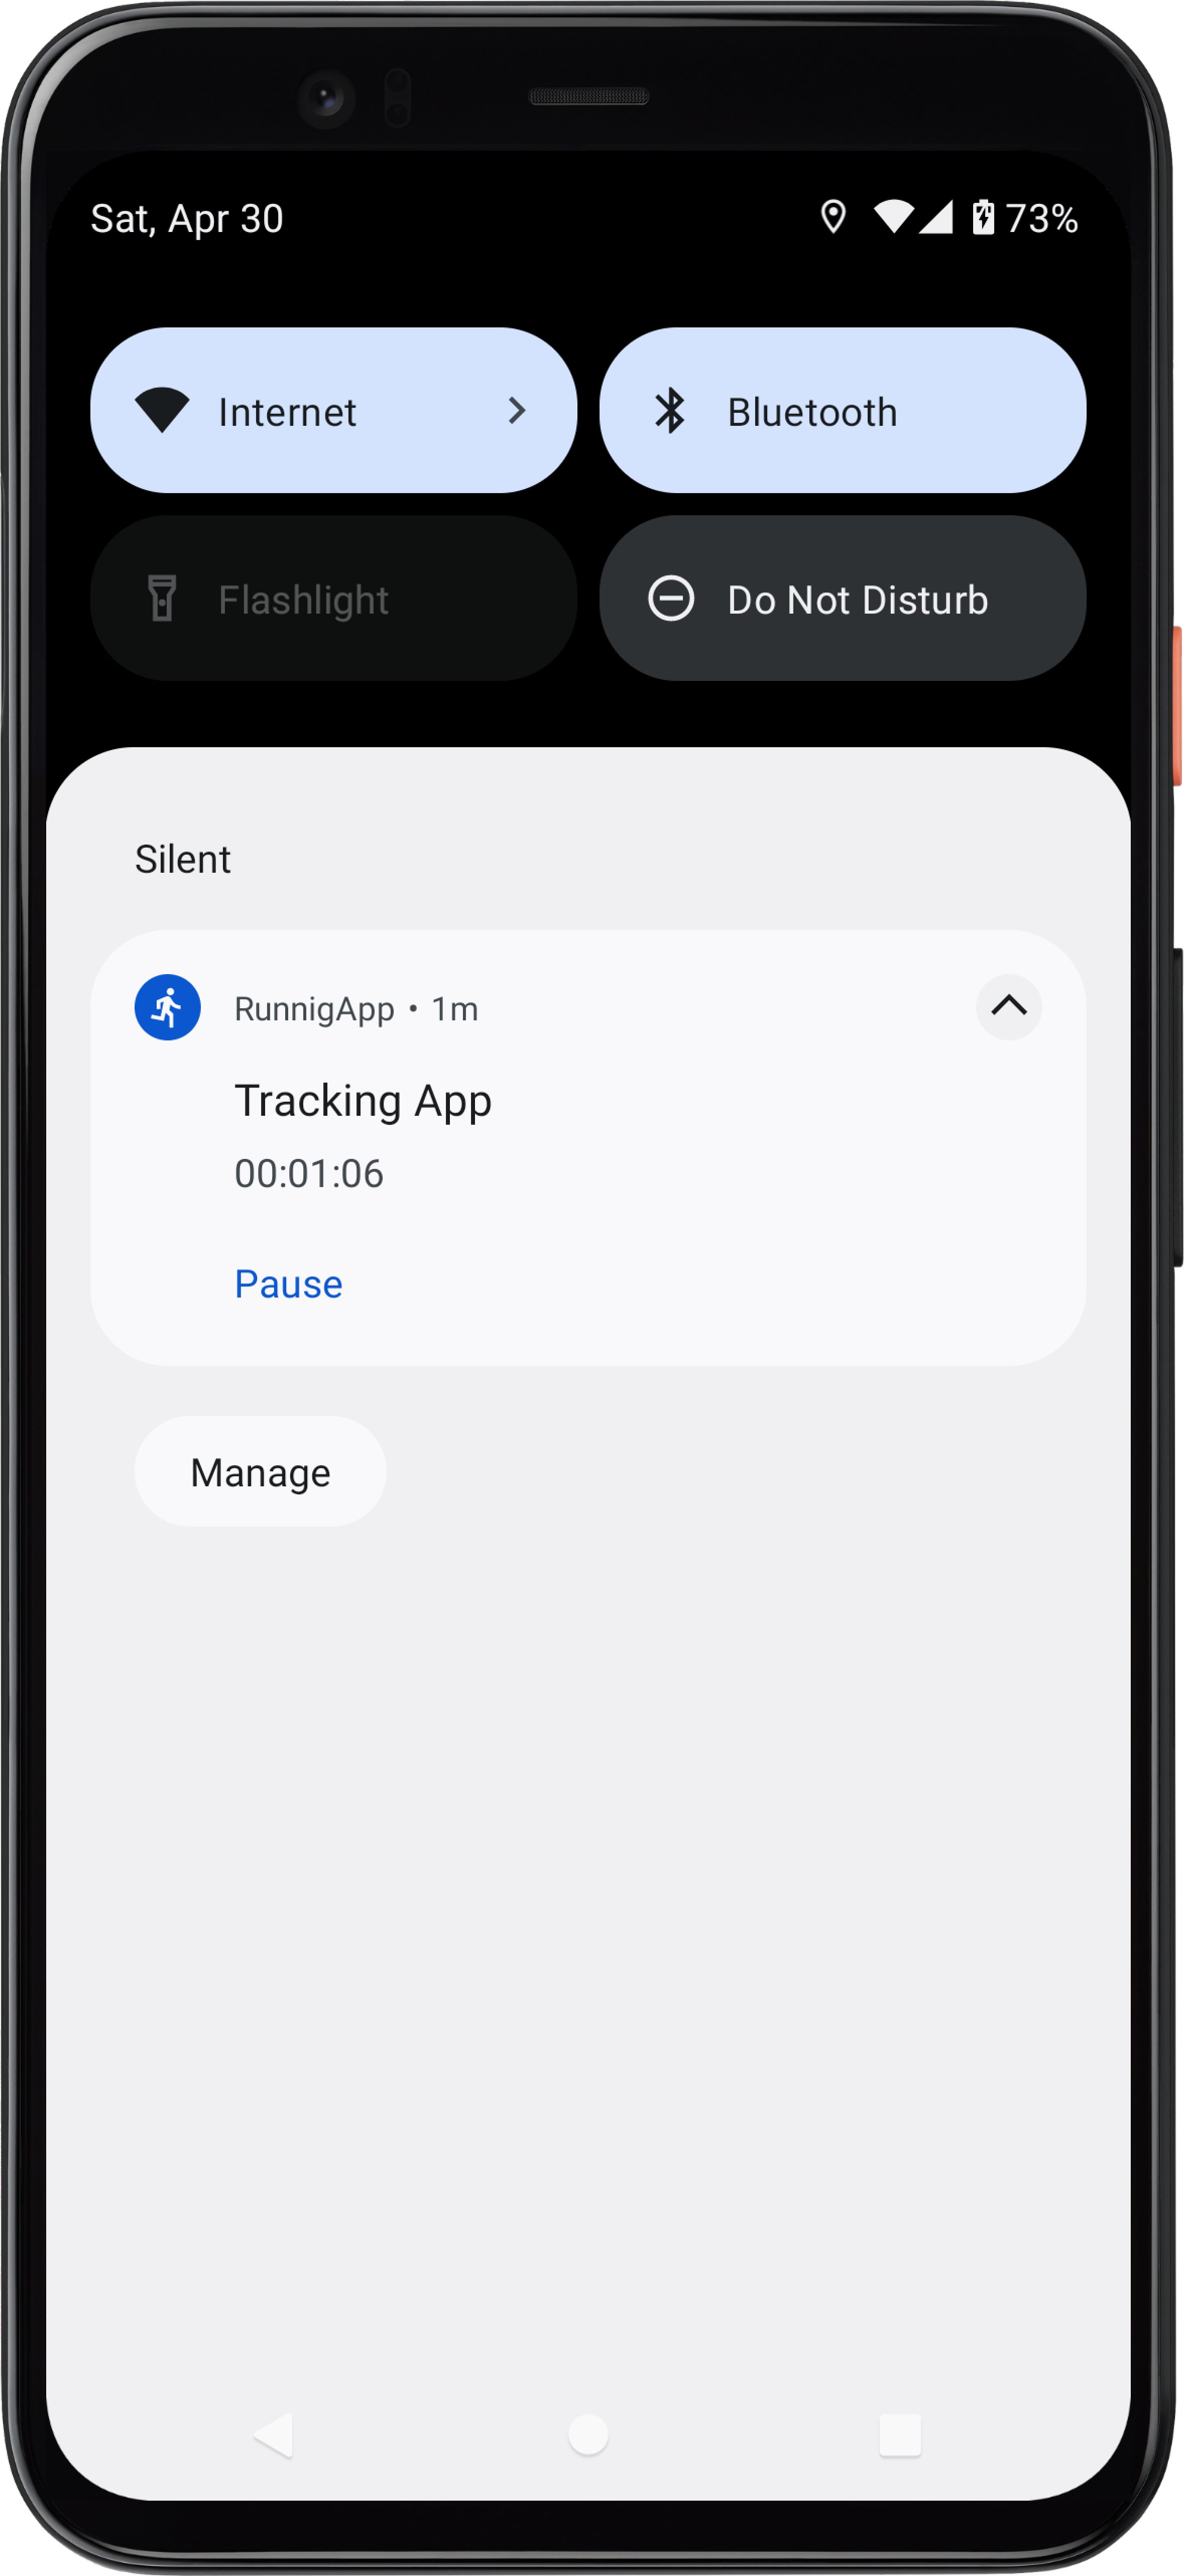 Sat, Apr 30 73%
Internet Bluetooth
Flashlight Do Not Disturb
Silent
RunnigApp • 1m
Tracking App
00:01:06
Pause
Manage